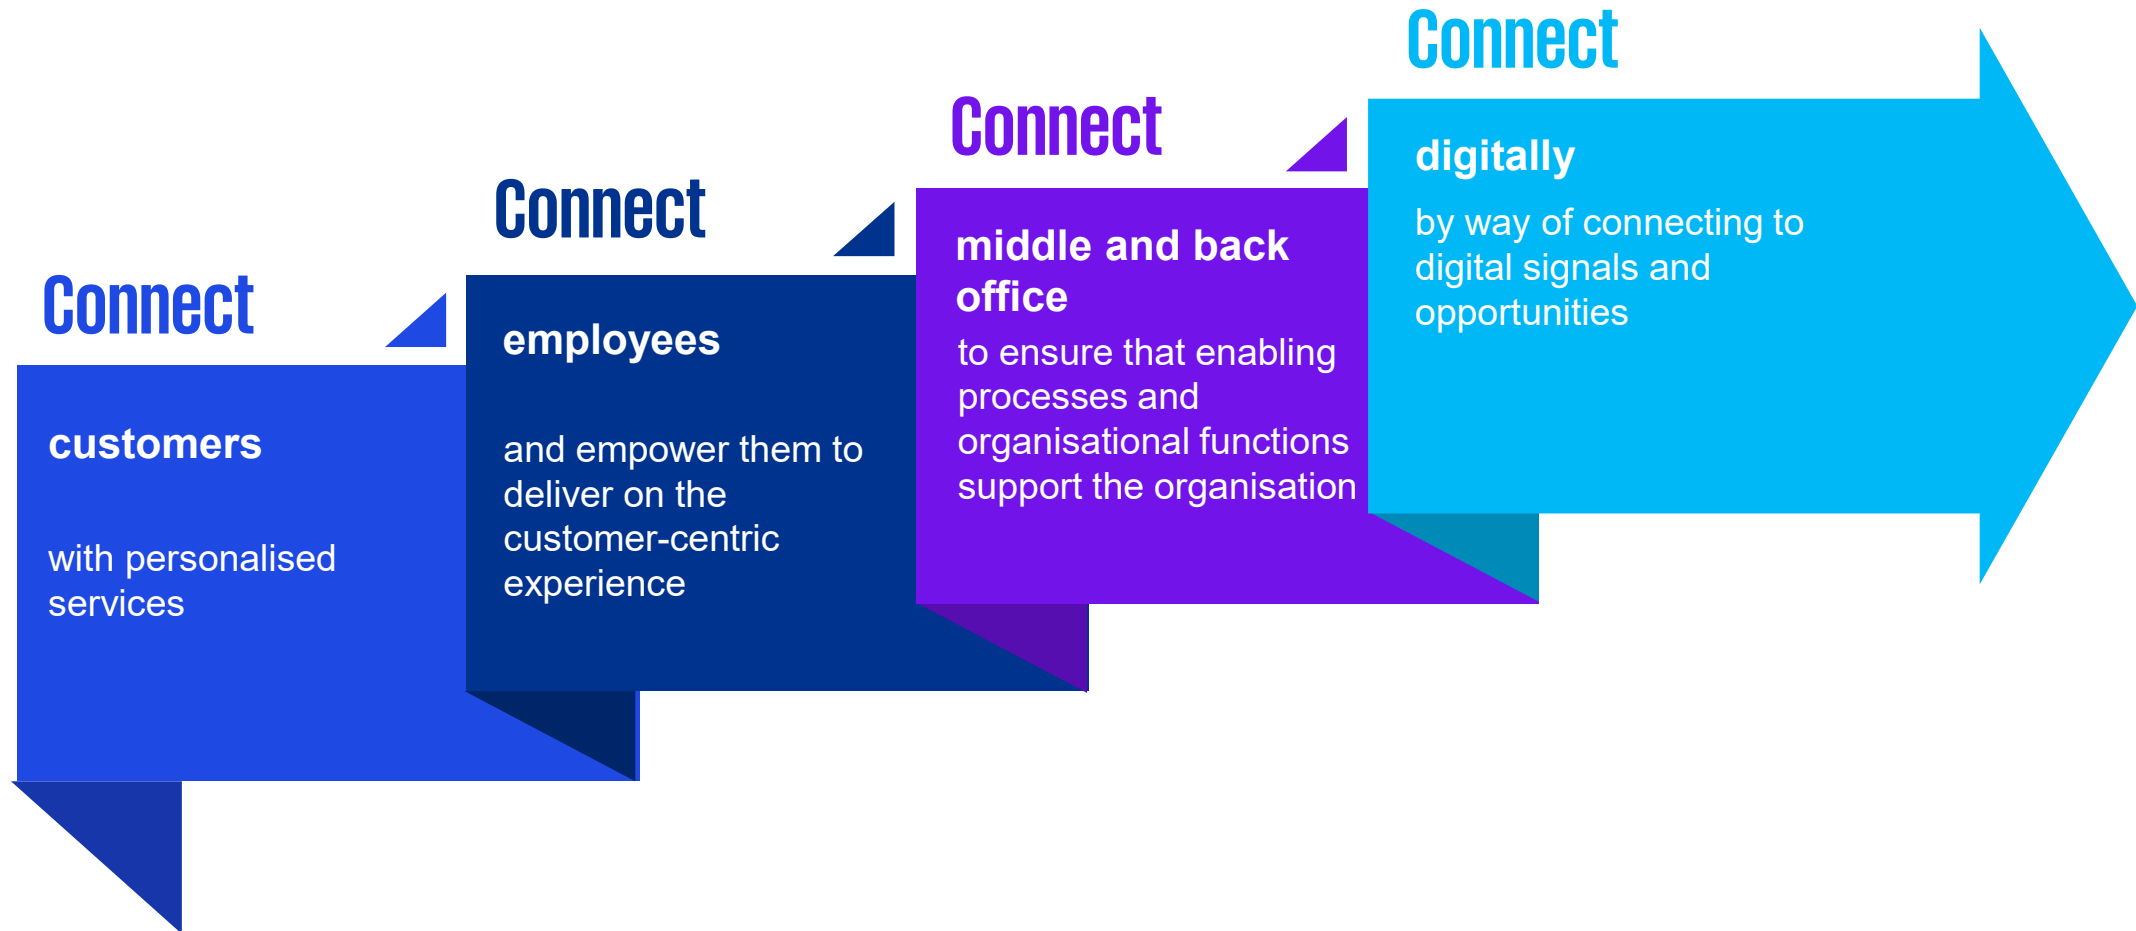 Connect
customers
with personalised
services
Connect
employees
and empower them to
deliver on the
customer-centric
experience
Connect
middle and back
office
to ensure that enabling
processes and
organisational functions
support the organisation
Connect
digitally
by way of connecting to
digital signals and
opportunities